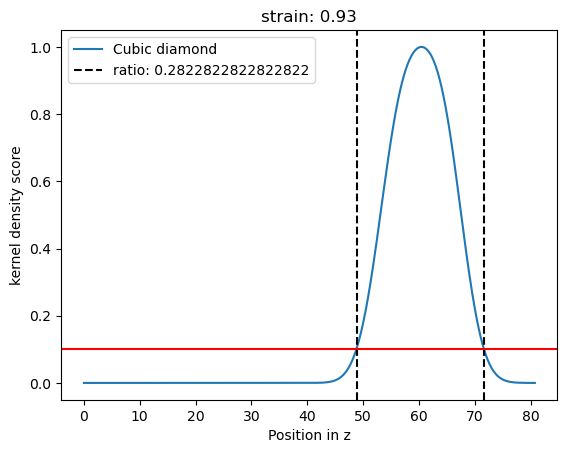 strain: 0.93
Cubic diamond
ratio: 0.2822822822822822
kernel density score
1.0
0.8
0.6
0.4
0.2
0.0
0 10 20 30 40 50 60 70 80
Position in z